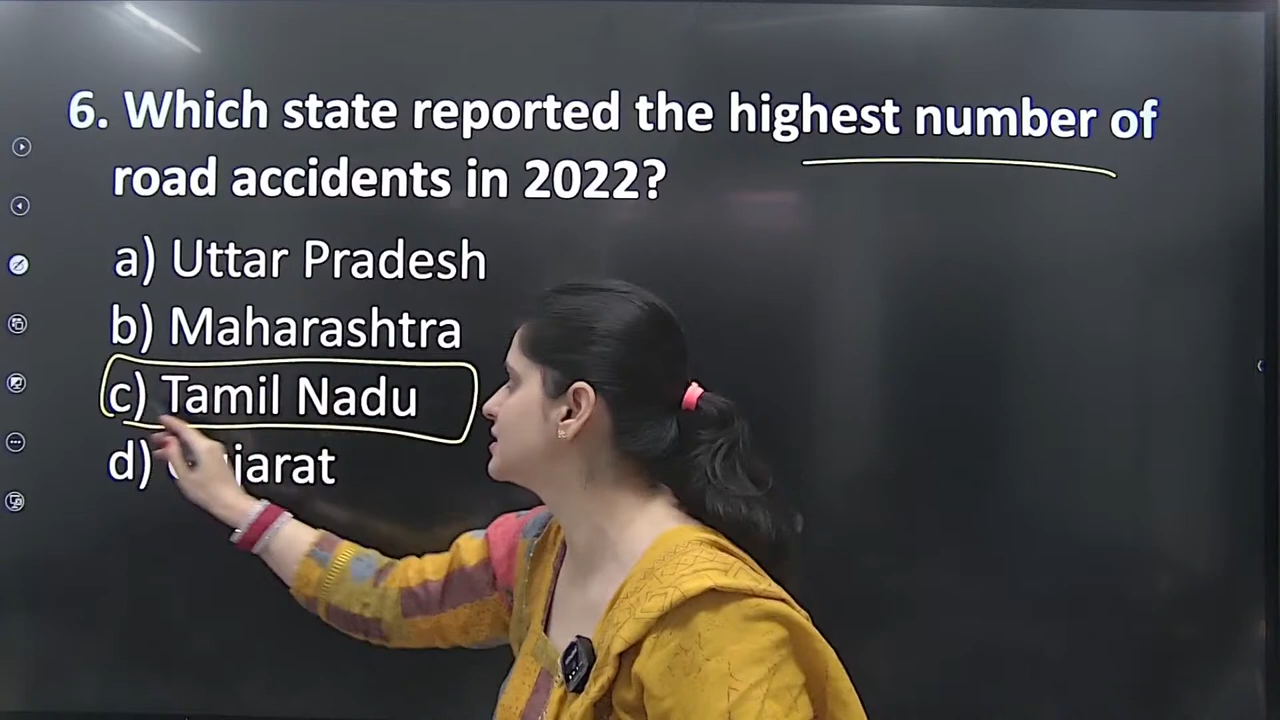 6. Which state reported the highest number of
road accidents in 2022?
a) Uttar Pradesh
b) Maharashtra
c) Tamil Nadu
d)